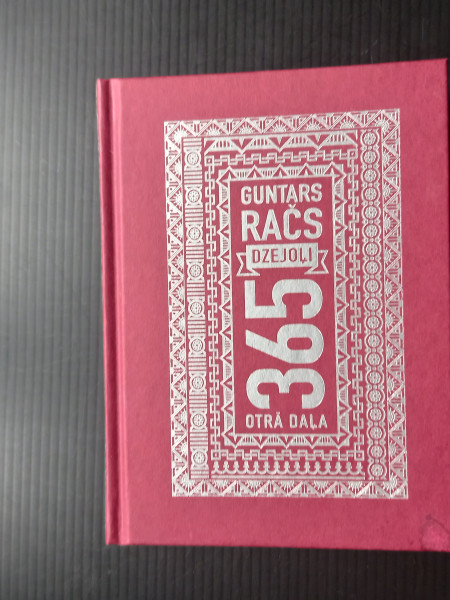 GUNTARS
RAČS
DZEJOĻI
365
OTRĀ DAĻA